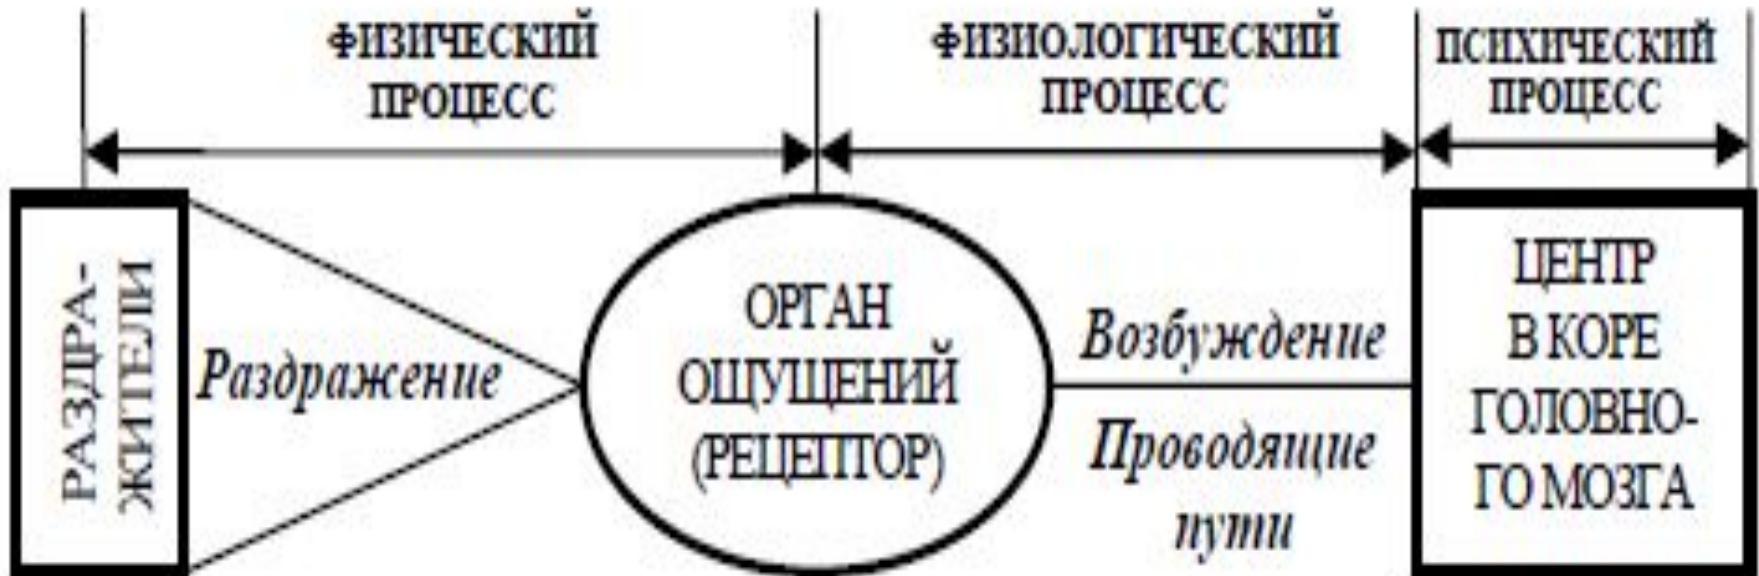 ФИЗИЧЕСКИЙ
ПРОЦЕСС
ФИЗИОЛОГИЧЕСКИЙ
ПРОЦЕСС
ПСИХИЧЕСКИЙ
ПРОЦЕСС
РАЗДРА-
ЖИТЕЛИ
Раздражение
ОРГАН
ОЩУЩЕНИЙ
(РЕЦЕПТОР)
Возбуждение
Проводящие
пути
ЦЕНТР
В КОРЕ
ГОЛОВНО-
ГО МОЗГА